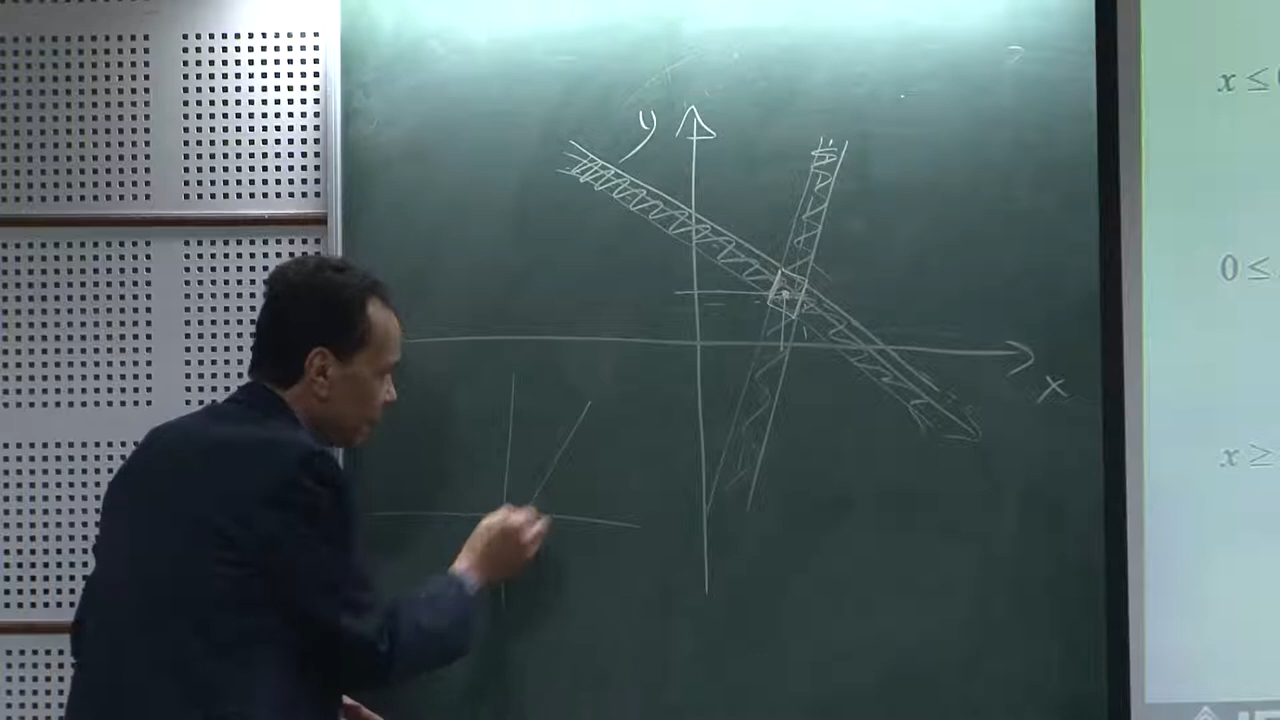 y
x
x ≤
0 ≤
x ≥